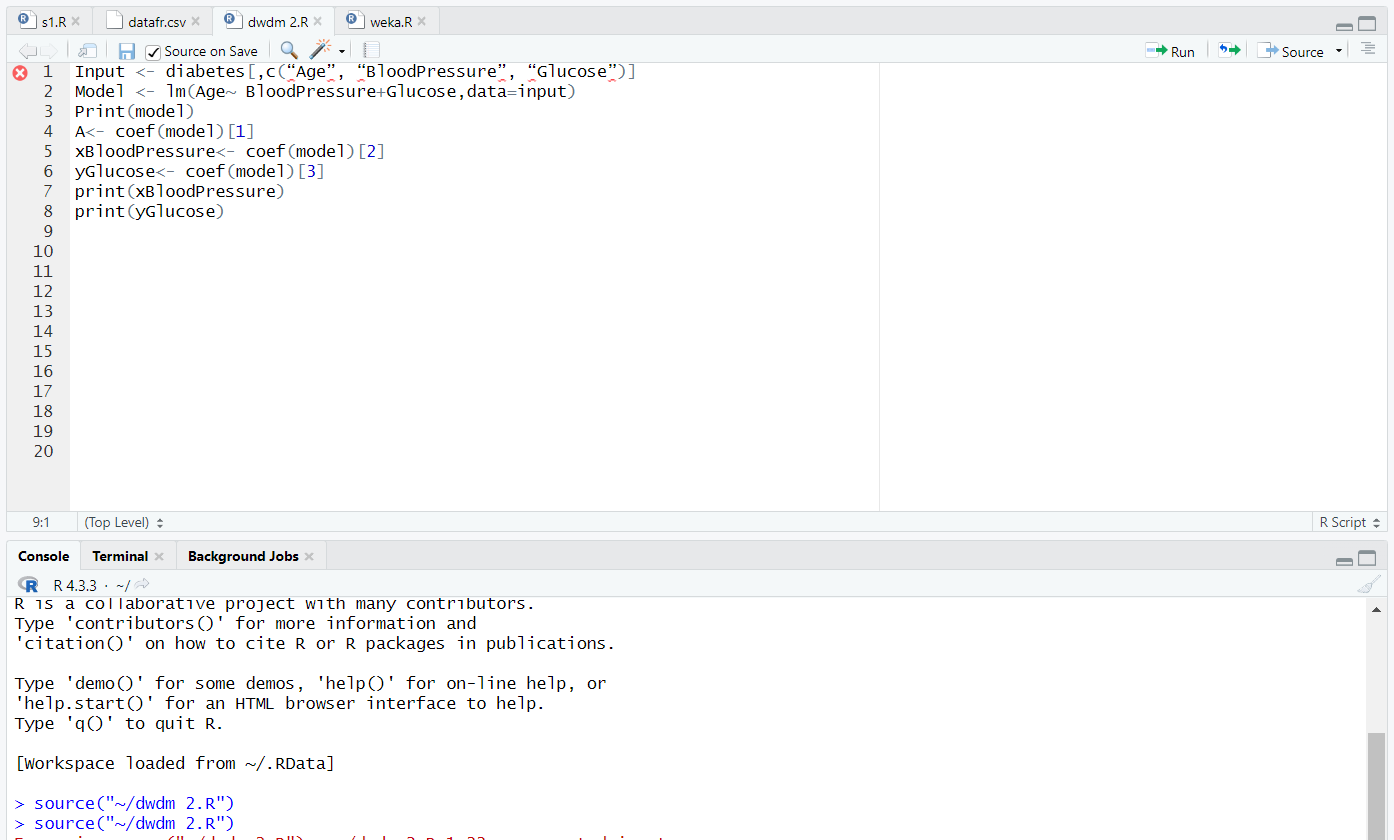 s1.R
datafr.csv
dwdm 2.R
weka.R
Source on Save
Run
Source
1 Input <- diabetes[,c(“Age”, “BloodPressure”, “Glucose”)]
2 Model <- lm(Age~ BloodPressure+Glucose,data=input)
3 Print(model)
4 A<- coef(model)[1]
5 xBloodPressure<- coef(model)[2]
6 yGlucose<- coef(model)[3]
7 print(xBloodPressure)
8 print(yGlucose)
9
10
11
12
13
14
15
16
17
18
19
20
9:1
(Top Level)
R Script
Console
Terminal
Background Jobs
R 4.3.3 · ~/
R is a collaborative project with many contributors.
Type 'contributors()' for more information and
'citation()' on how to cite R or R packages in publications.
Type 'demo()' for some demos, 'help()' for on-line help, or
'help.start()' for an HTML browser interface to help.
Type 'q()' to quit R.
[Workspace loaded from ~/.RData]
> source("~/dwdm 2.R")
> source("~/dwdm 2.R")